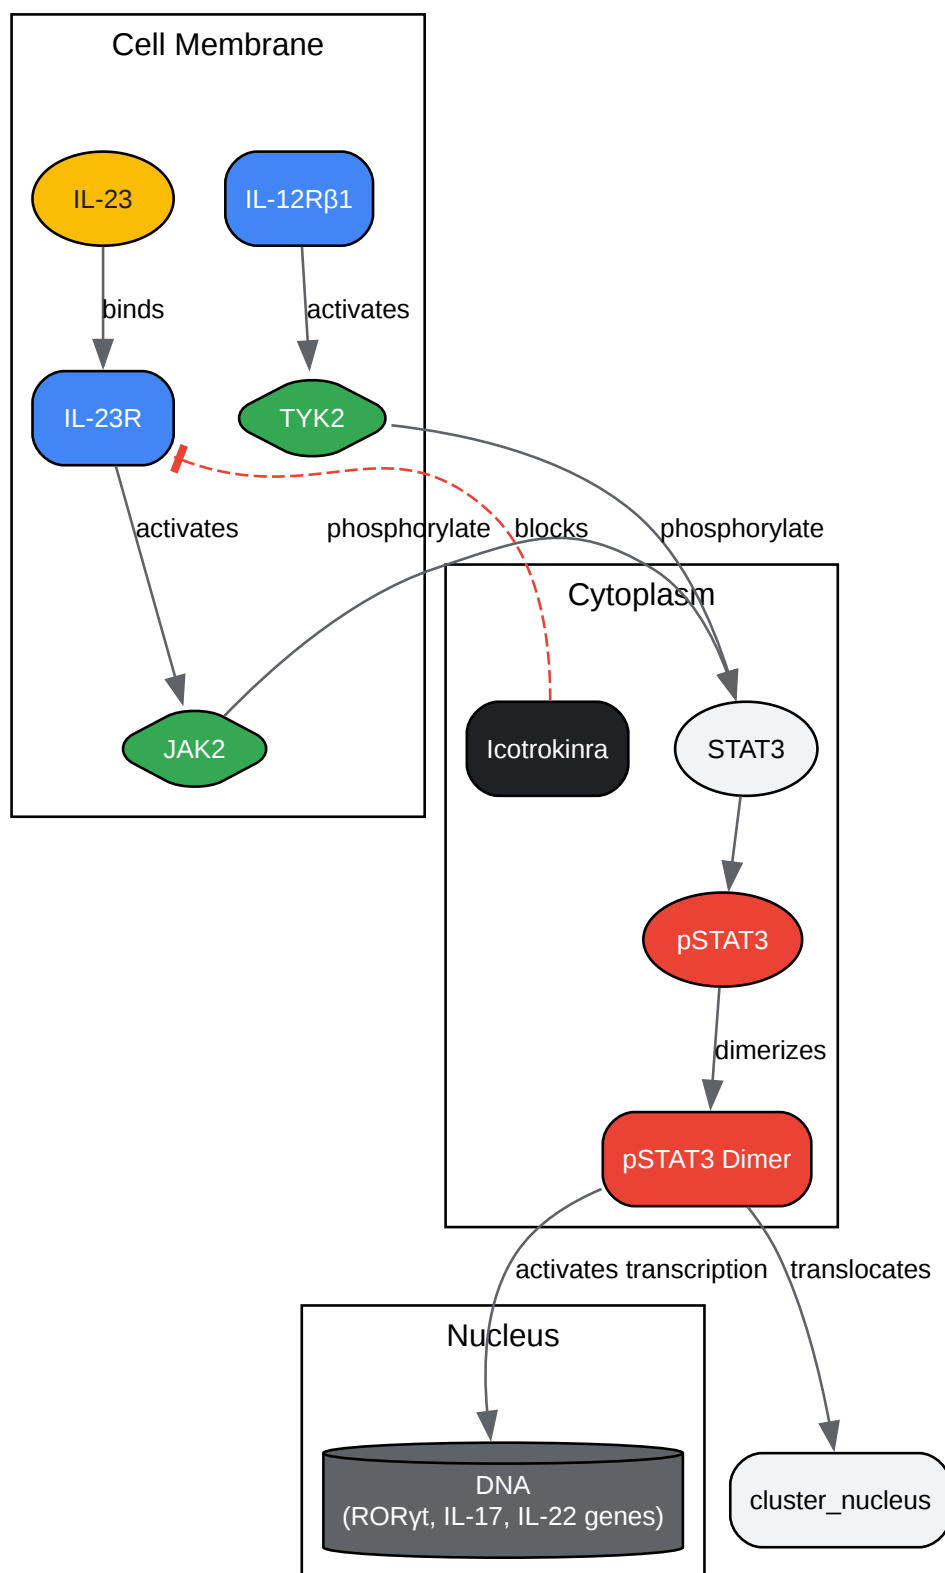 Cell Membrane
IL-23
IL-12Rβ1
binds
activates
IL-23R
TYK2
activates
phosphorylate
blocks
phosphorylate
Cytoplasm
JAK2
Icotrokinra
STAT3
pSTAT3
dimerizes
pSTAT3 Dimer
activates transcription
translocates
Nucleus
DNA
(RORγt, IL-17, IL-22 genes)
cluster_nucleus